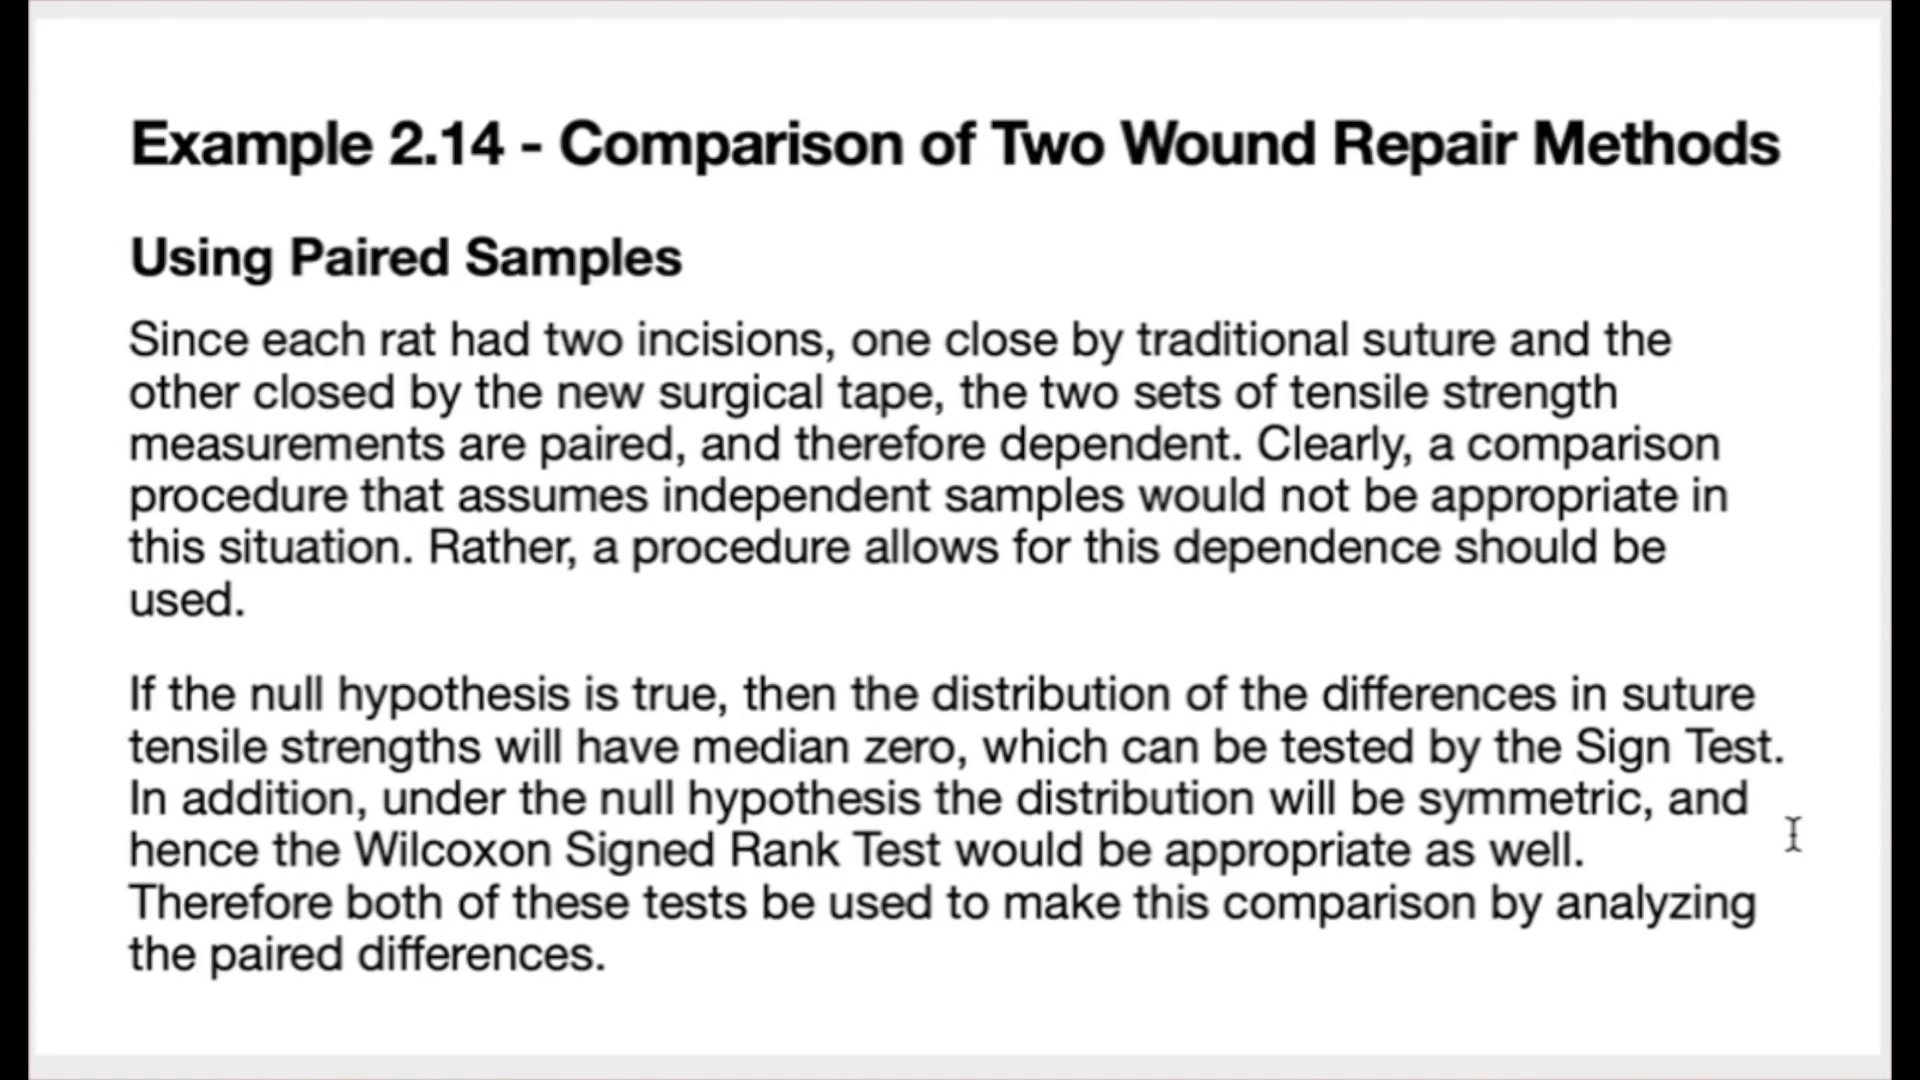 Example 2.14 - Comparison of Two Wound Repair Methods
Using Paired Samples
Since each rat had two incisions, one close by traditional suture and the
other closed by the new surgical tape, the two sets of tensile strength
measurements are paired, and therefore dependent. Clearly, a comparison
procedure that assumes independent samples would not be appropriate in
this situation. Rather, a procedure allows for this dependence should be
used.
If the null hypothesis is true, then the distribution of the differences in suture
tensile strengths will have median zero, which can be tested by the Sign Test.
In addition, under the null hypothesis the distribution will be symmetric, and
hence the Wilcoxon Signed Rank Test would be appropriate as well.
Therefore both of these tests be used to make this comparison by analyzing
the paired differences.